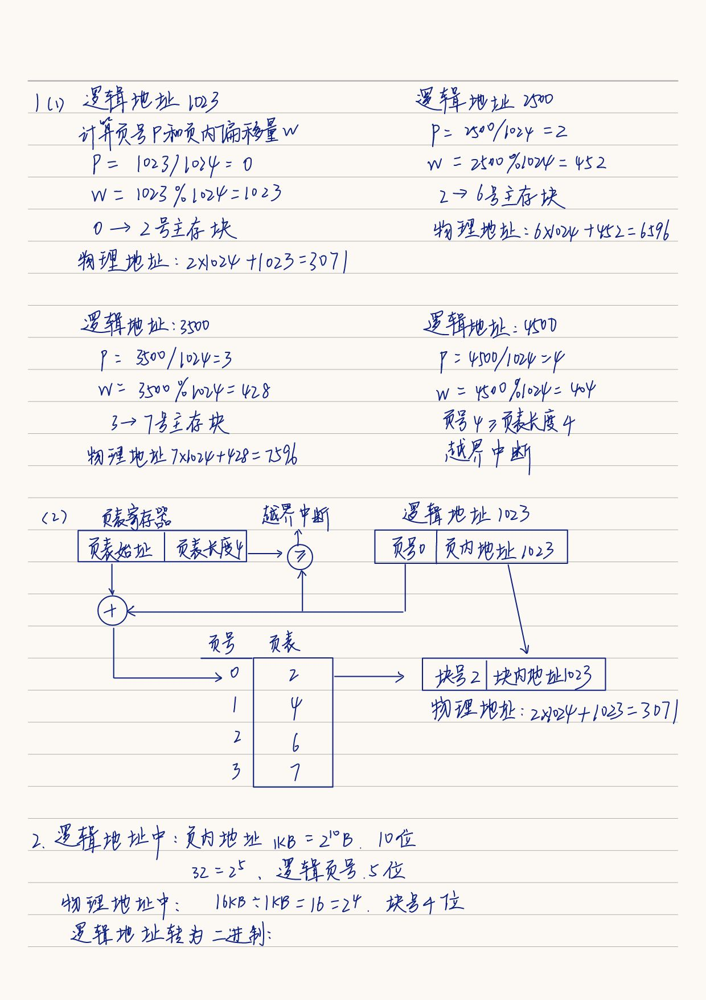 1 (1) 逻辑地址 1023
计算页号P和页内偏移量W
P = 1023/1024 = 0
W = 1023%1024=1023
0 → 2号主存块
物理地址: 2×1024+1023=3071
逻辑地址 2500
P = 2500/1024 = 2
W = 2500%1024=452
2→ 6号主存块
物理地址: 6×1024+452=6596
逻辑地址: 3500
P = 3500/1024=3
W = 3500%1024=428
3→ 7号主存块
物理地址 7×1024+428=7596
逻辑地址: 4500
P = 4500/1024=4
W = 4500%1024= 404
页号4 ≥ 页表长度4
越界中断
(2) 页表寄存器 越界中断 逻辑地址 1023
页表始址 页表长度4 ≥ 页号0 页内地址 1023
+
页号 页表
0 2 块号2 块内地址1023
1 4 物理地址: 2×1024+1023=3071
2 6
3 7
2. 逻辑地址中: 页内地址 1KB = 2¹⁰B. 10位
32=2⁵、逻辑页号.5位
物理地址中: 16KB÷1KB=16=2⁴. 块号4位
逻辑地址转为二进制: